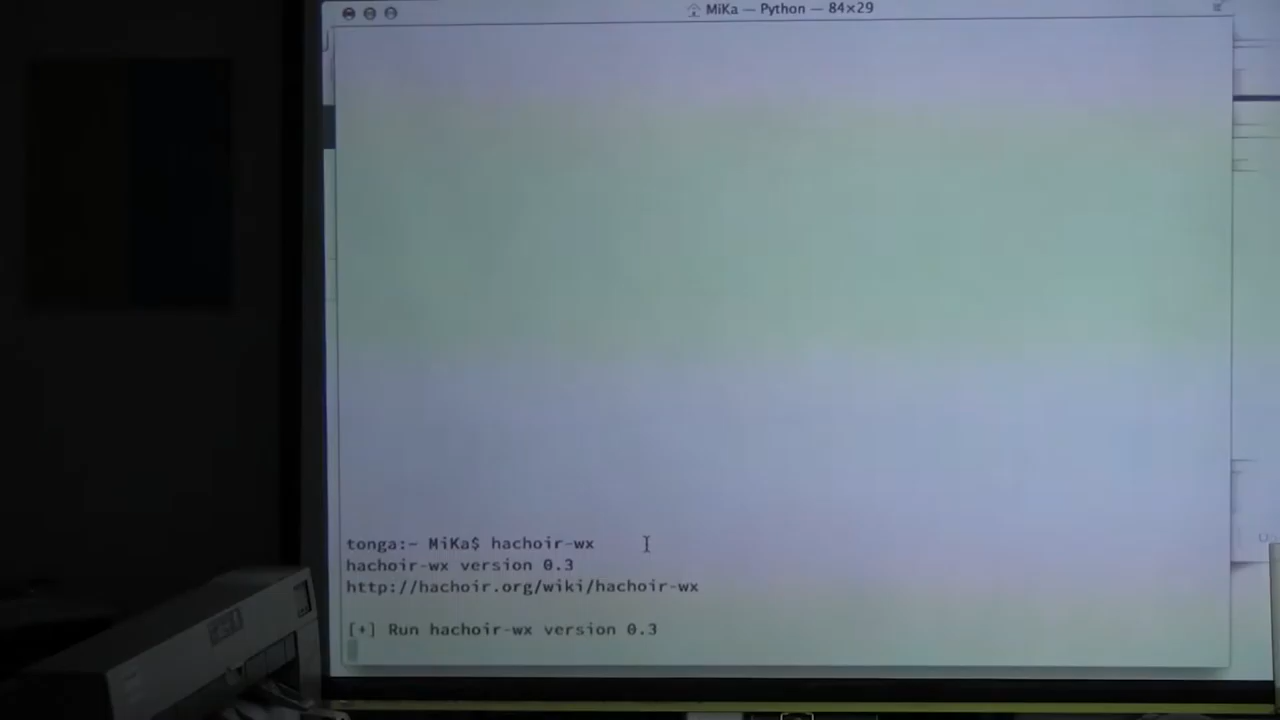 MiKa — Python — 84×29
tonga:~ MiKa$ hachoir-wx
hachoir-wx version 0.3
http://hachoir.org/wiki/hachoir-wx
[+] Run hachoir-wx version 0.3